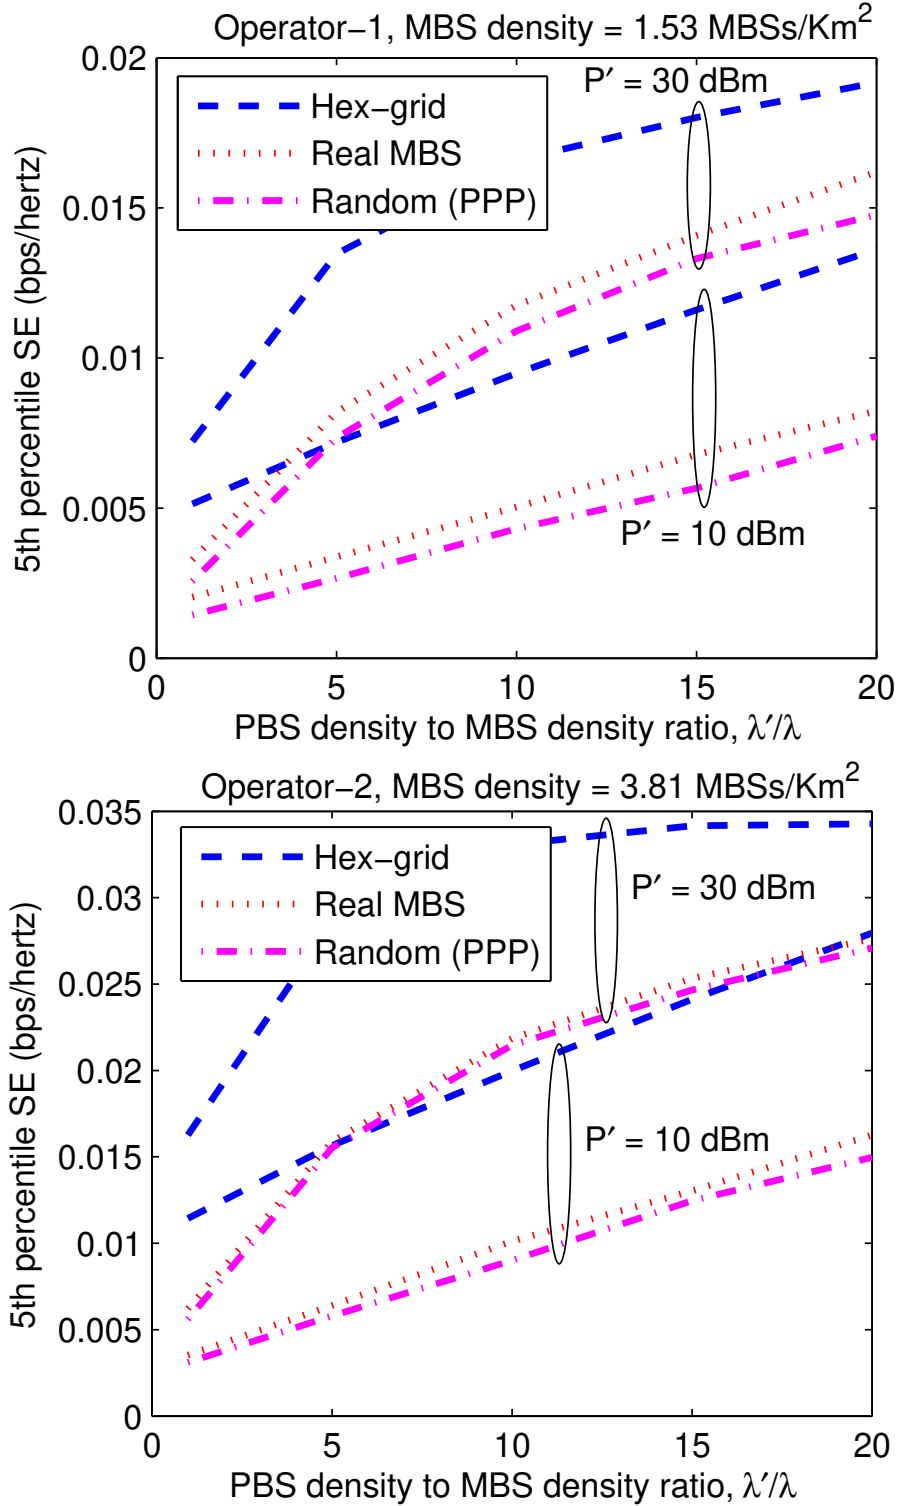 Operator−1, MBS density = 1.53 MBSs/Km²
0.02
0.015
0.01
0.005
0
5th percentile SE (bps/hertz)
Hex−grid
Real MBS
Random (PPP)
P′ = 30 dBm
P′ = 10 dBm
0 5 10 15 20
PBS density to MBS density ratio, λ′/λ
Operator−2, MBS density = 3.81 MBSs/Km²
0.035
0.03
0.025
0.02
0.015
0.01
0.005
0
5th percentile SE (bps/hertz)
Hex−grid
Real MBS
Random (PPP)
P′ = 30 dBm
P′ = 10 dBm
0 5 10 15 20
PBS density to MBS density ratio, λ′/λ